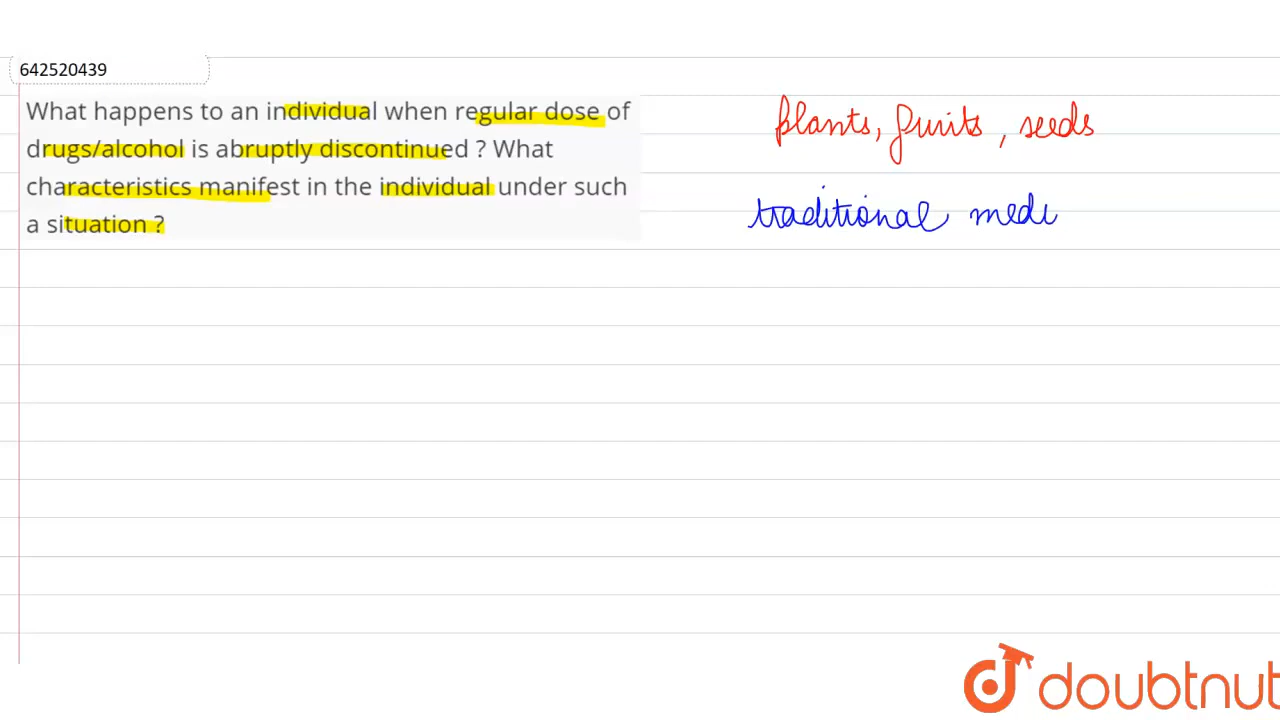 642520439
What happens to an individual when regular dose of
drugs/alcohol is abruptly discontinued ? What
characteristics manifest in the individual under such
a situation ?
plants, fruits, seeds
traditional medi
doubtnut